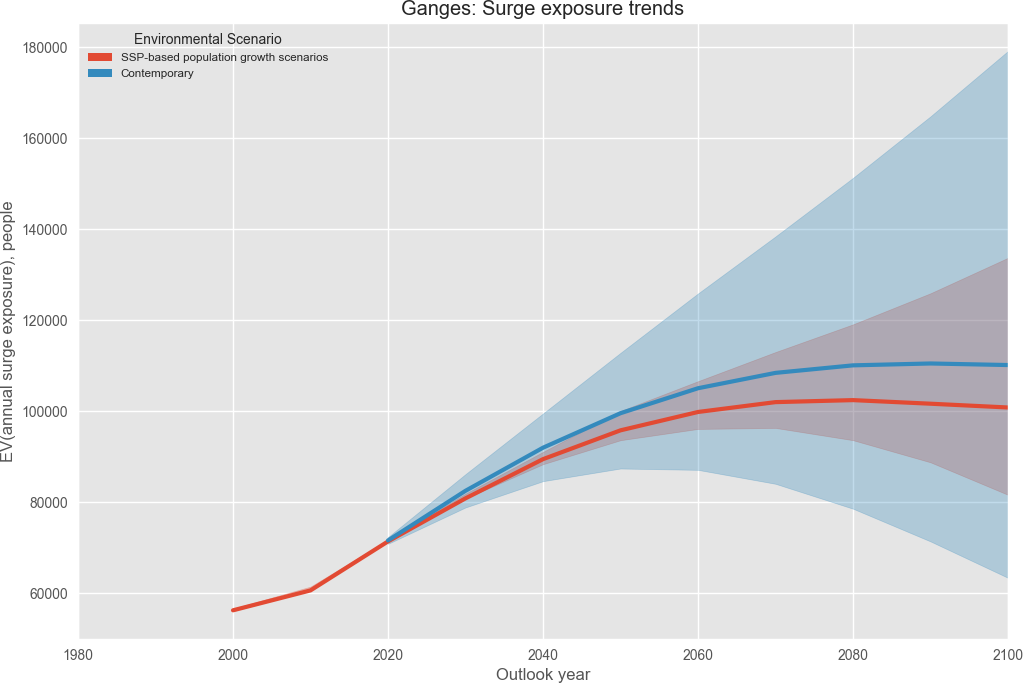 Ganges: Surge exposure trends
Environmental Scenario
SSP-based population growth scenarios
Contemporary
EV(annual surge exposure), people
180000
160000
140000
120000
100000
80000
60000
1980 2000 2020 2040 2060 2080 2100
Outlook year